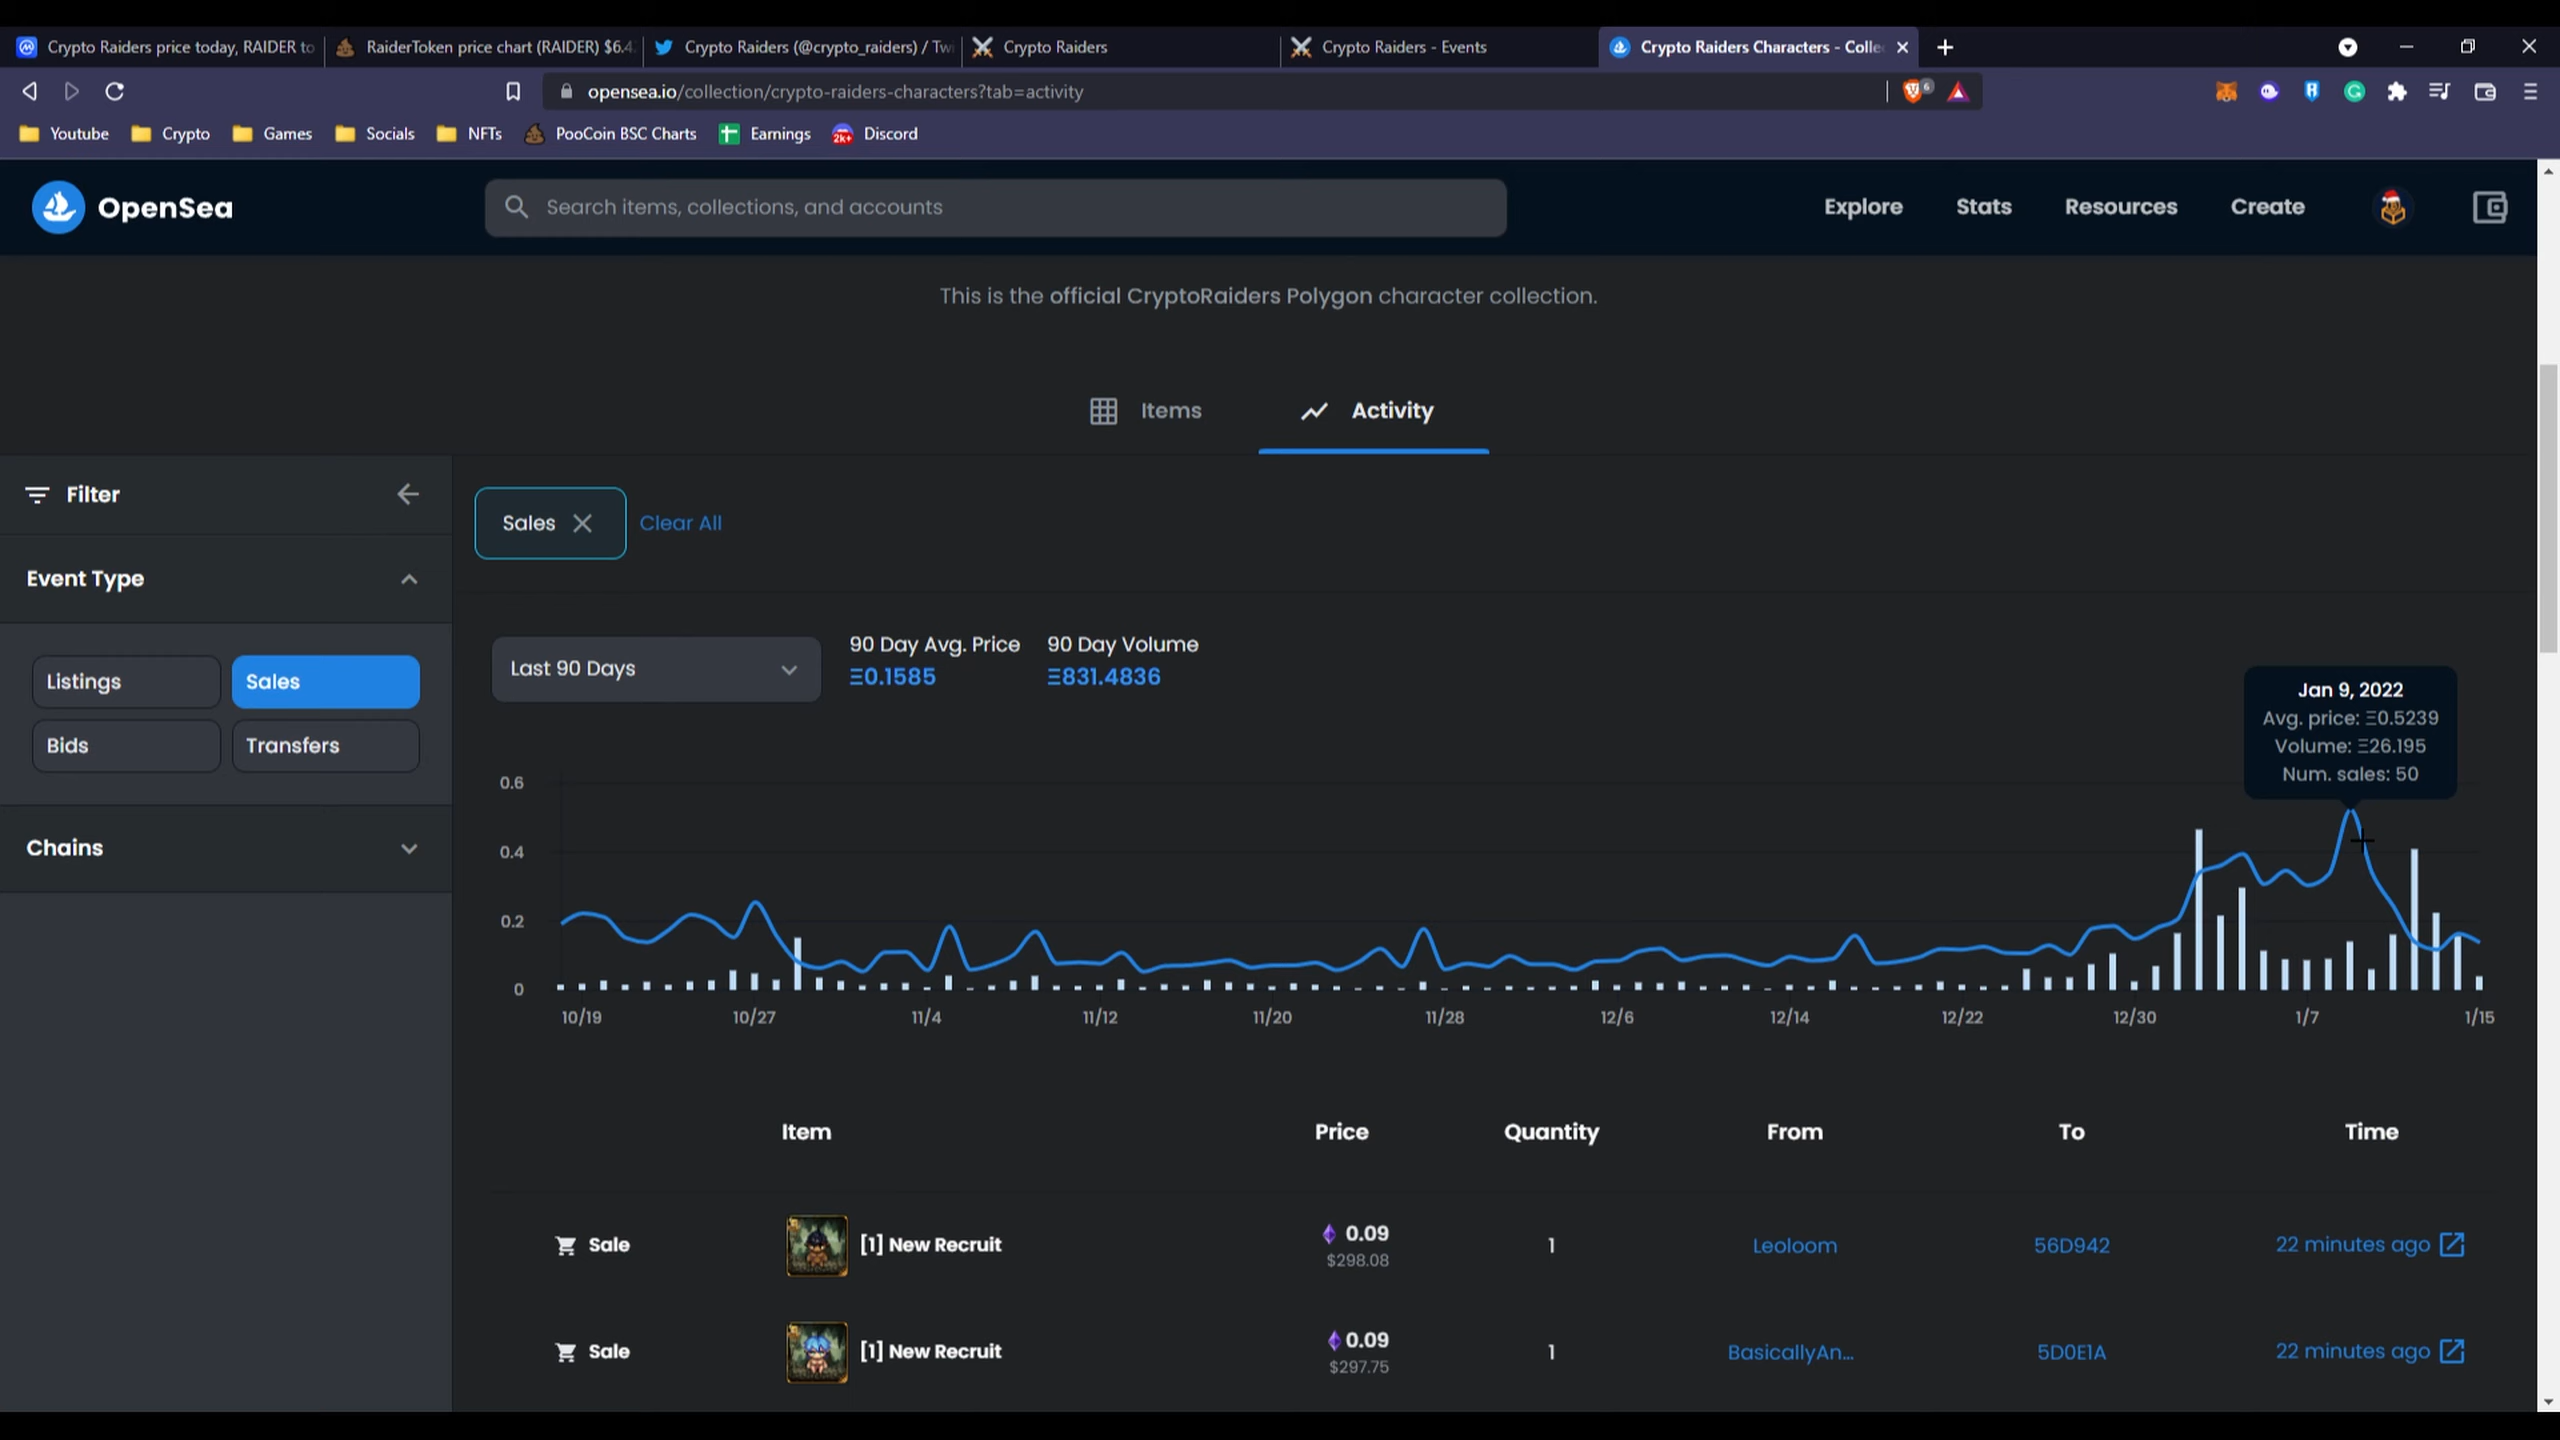 Crypto Raiders price today, RAIDER to
RaiderToken price chart (RAIDER) $6.4
Crypto Raiders (@crypto_raiders) / Twi
Crypto Raiders
Crypto Raiders - Events
Crypto Raiders Characters - Colle
opensea.io/collection/crypto-raiders-characters?tab=activity
6
Youtube
Crypto
Games
Socials
NFTs
PooCoin BSC Charts
Earnings
2k+
Discord
OpenSea
Search items, collections, and accounts
Explore
Stats
Resources
Create
This is the official CryptoRaiders Polygon character collection.
Items
Activity
Filter
Sales
Clear All
Event Type
Listings
Sales
Bids
Transfers
Chains
Last 90 Days
90 Day Avg. Price
Ξ0.1585
90 Day Volume
Ξ831.4836
Jan 9, 2022
Avg. price: Ξ0.5239
Volume: Ξ26.195
Num. sales: 50
0.6
0.4
0.2
0
10/19 10/27 11/4 11/12 11/20 11/28 12/6 12/14 12/22 12/30 1/7 1/15
Item Price Quantity From To Time
Sale [1] New Recruit 0.09 1 Leoloom 56D942 22 minutes ago
$298.08
Sale [1] New Recruit 0.09 1 BasicallyAn... 5D0E1A 22 minutes ago
$297.75